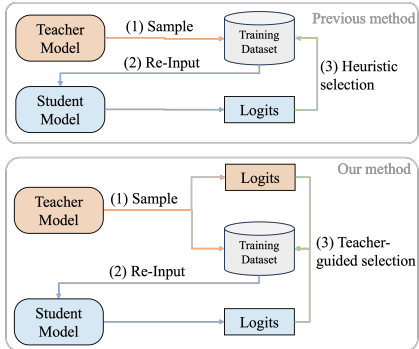 Previous method
Teacher
Model
(1) Sample
Training
Dataset
(2) Re-Input
(3) Heuristic
selection
Student
Model
Logits
Our method
Logits
Teacher
Model
(1) Sample
Training
Dataset
(3) Teacher-
guided selection
(2) Re-Input
Student
Model
Logits